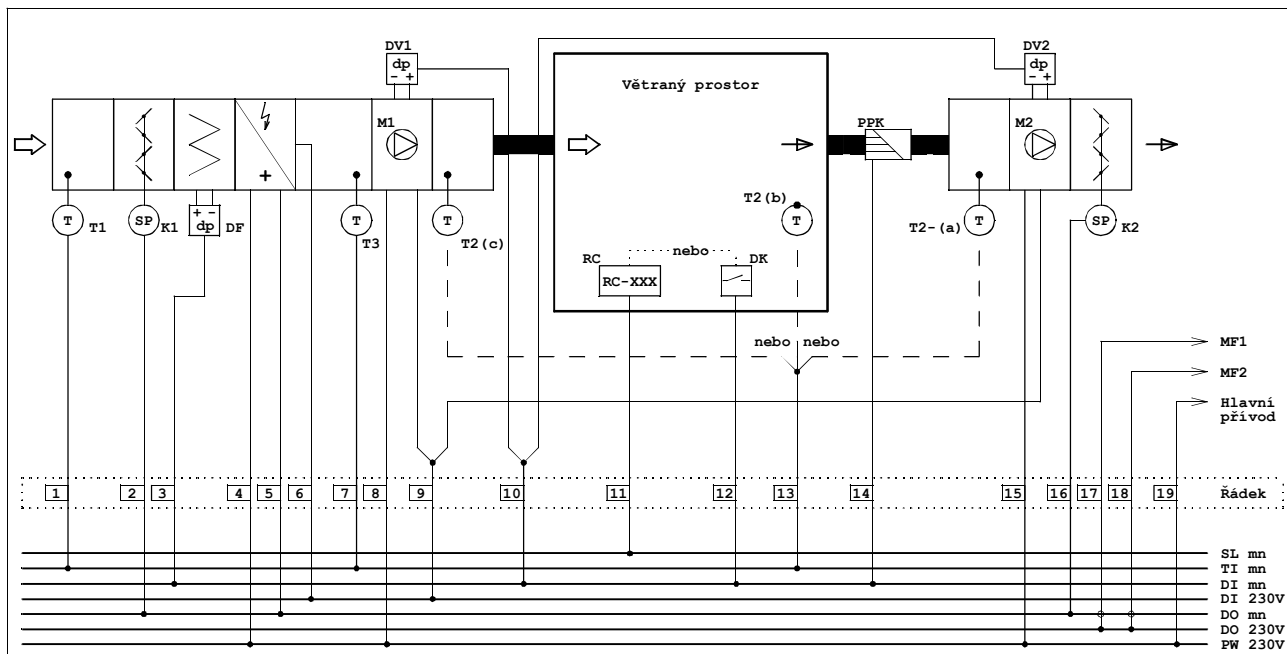 DV1
DV2
dp
- +
dp
- +
Větraný prostor
M1
PPK
M2
+
T2(b)
T
T1
SP
K1
+ -
dp
DF
T
T3
T
T2(c)
T
T
T2-(a)
SP
K2
nebo
RC
DK
RC-XXX
nebo nebo
MF1
MF2
Hlavní
přívod
1 2 3 4 5 6 7 8 9 10 11 12 13 14 15 16 17 18 19 Řádek
SL mn
TI mn
DI mn
DI 230V
DO mn
DO 230V
PW 230V